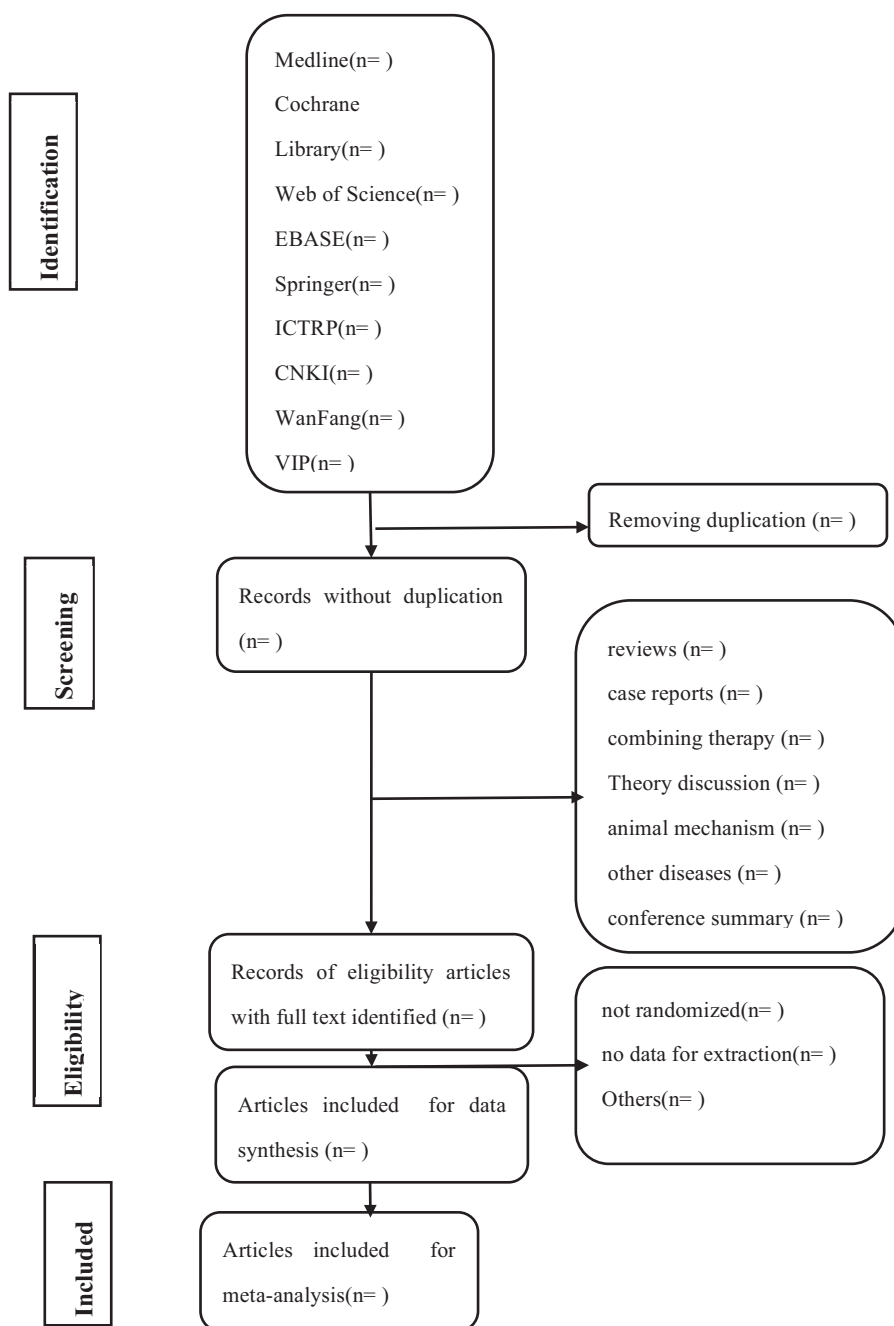 Identification
Medline(n= )
Cochrane
Library(n= )
Web of Science(n= )
EBASE(n= )
Springer(n= )
ICTRP(n= )
CNKI(n= )
WanFang(n= )
VIP(n= )
Removing duplication (n= )
Screening
Records without duplication
(n= )
reviews (n= )
case reports (n= )
combining therapy (n= )
Theory discussion (n= )
animal mechanism (n= )
other diseases (n= )
conference summary (n= )
Eligibility
Records of eligibility articles
with full text identified (n= )
not randomized(n= )
no data for extraction(n= )
Others(n= )
Articles included for data
synthesis (n= )
Included
Articles included for
meta-analysis(n= )